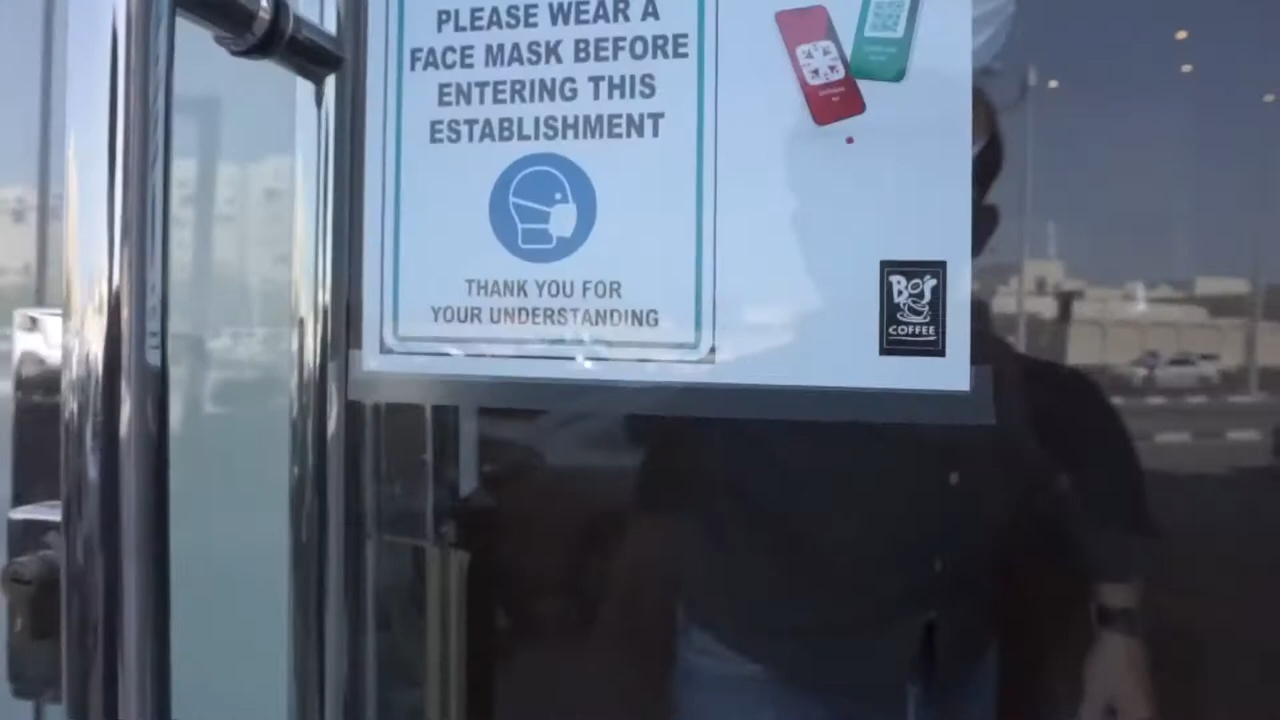 PLEASE WEAR A
FACE MASK BEFORE
ENTERING THIS
ESTABLISHMENT
THANK YOU FOR
YOUR UNDERSTANDING
Bo's
COFFEE